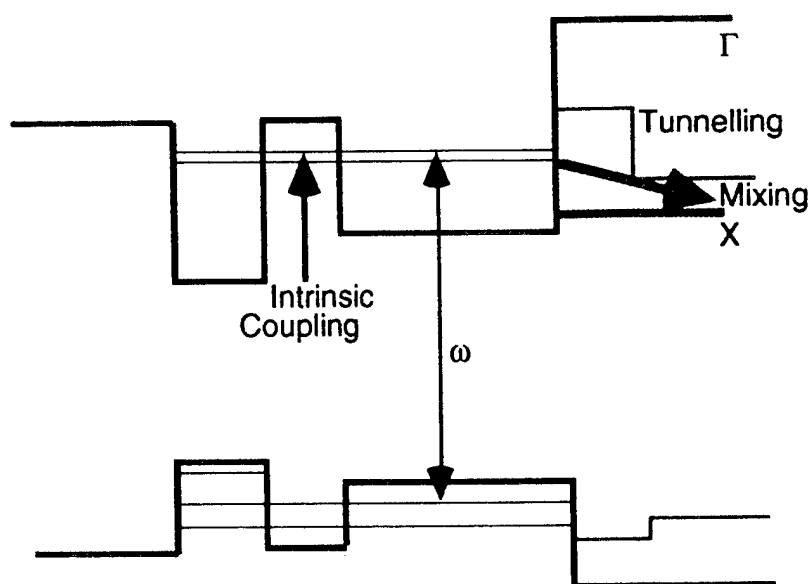 Γ
Tunnelling
Mixing
X
Intrinsic
Coupling
ω